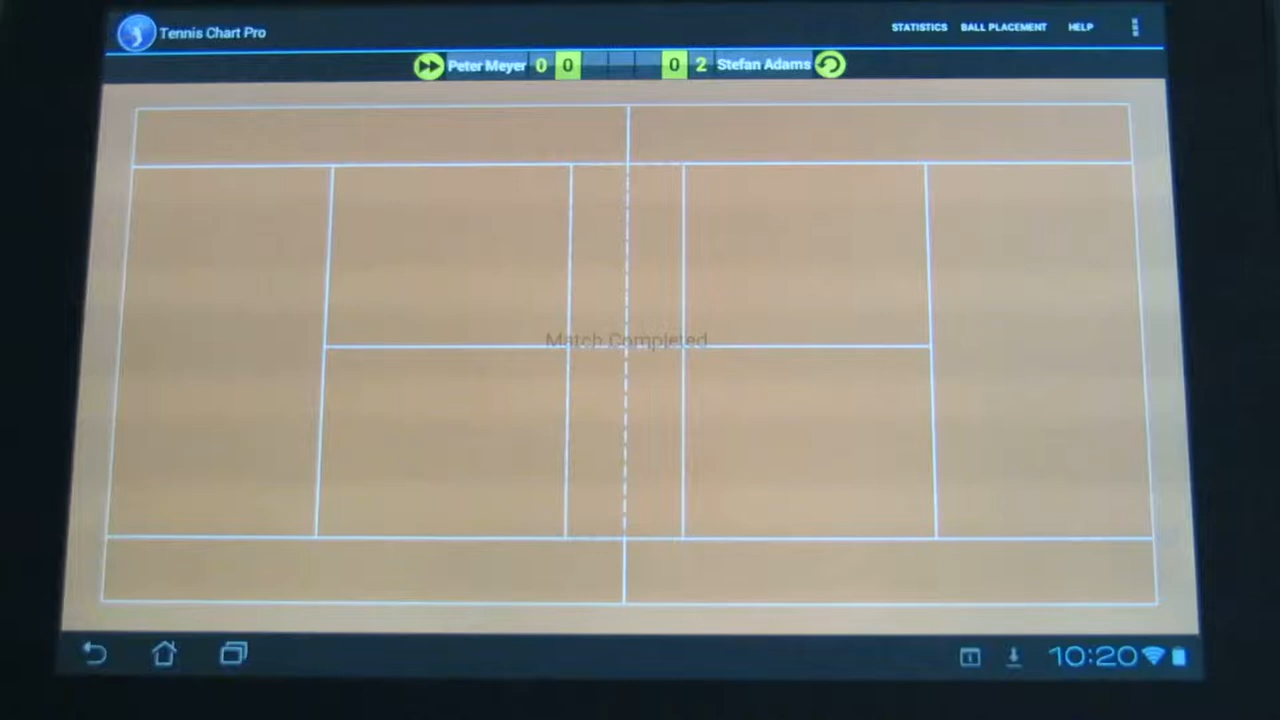 Tennis Chart Pro STATISTICS BALL PLACEMENT HELP
Peter Meyer 0 0 0 2 Stefan Adams
Match Completed
10:20